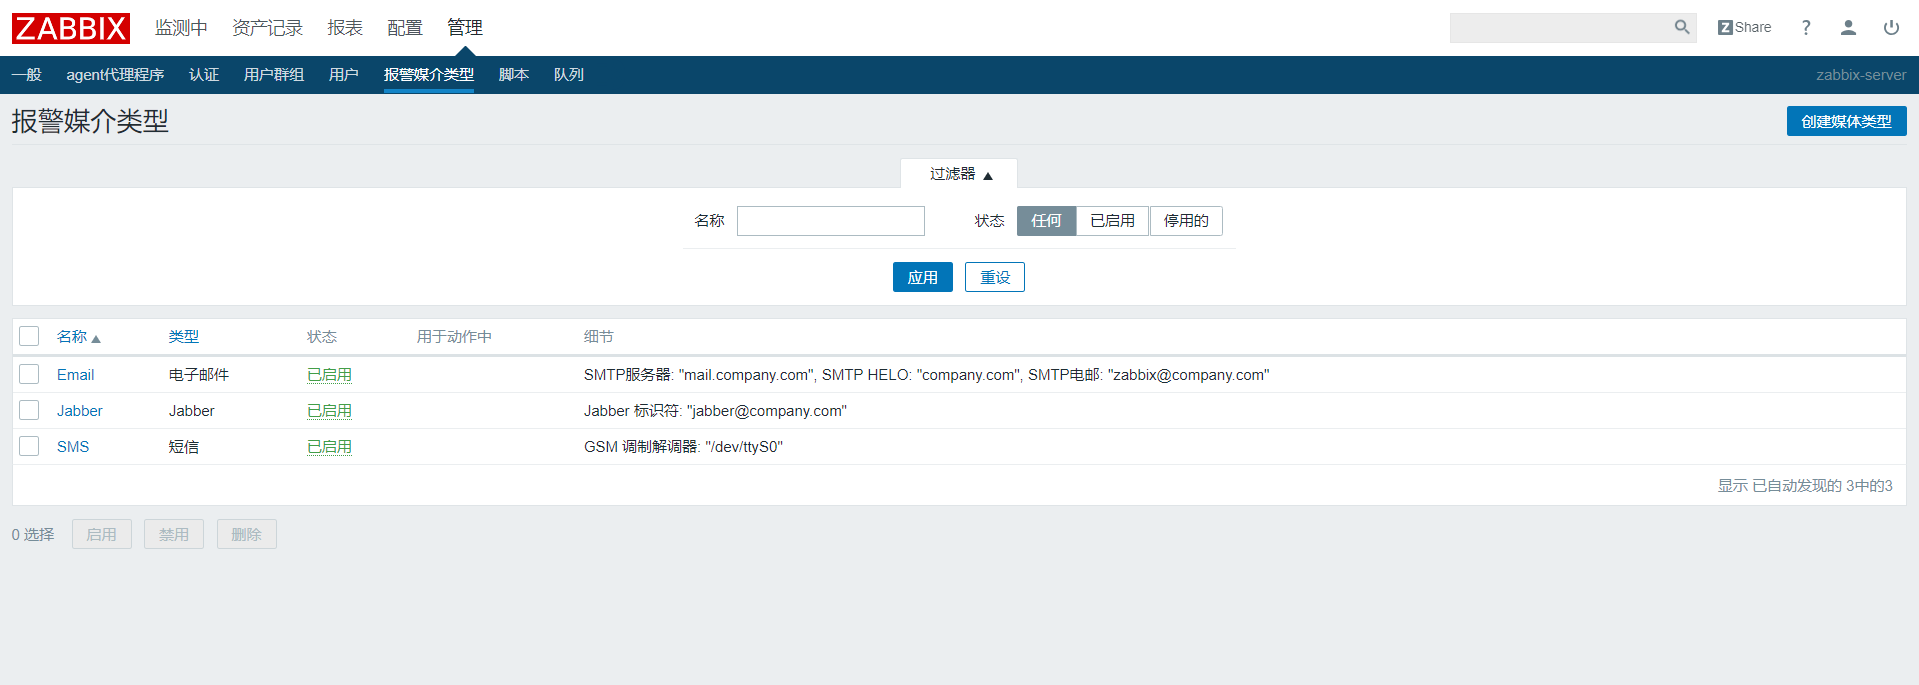 ZABBIX 监测中 资产记录 报表 配置 管理 Z Share ?
一般 agent代理程序 认证 用户群组 用户 报警媒介类型 脚本 队列 zabbix-server
报警媒介类型 创建媒体类型
过滤器 ▲
名称 状态 任何 已启用 停用的
应用 重设
名称 ▲ 类型 状态 用于动作中 细节
Email 电子邮件 已启用 SMTP服务器: "mail.company.com", SMTP HELO: "company.com", SMTP电邮: "zabbix@company.com"
Jabber Jabber 已启用 Jabber 标识符: "jabber@company.com"
SMS 短信 已启用 GSM 调制解调器: "/dev/ttyS0"
显示 已自动发现的 3中的3
0 选择 启用 禁用 删除